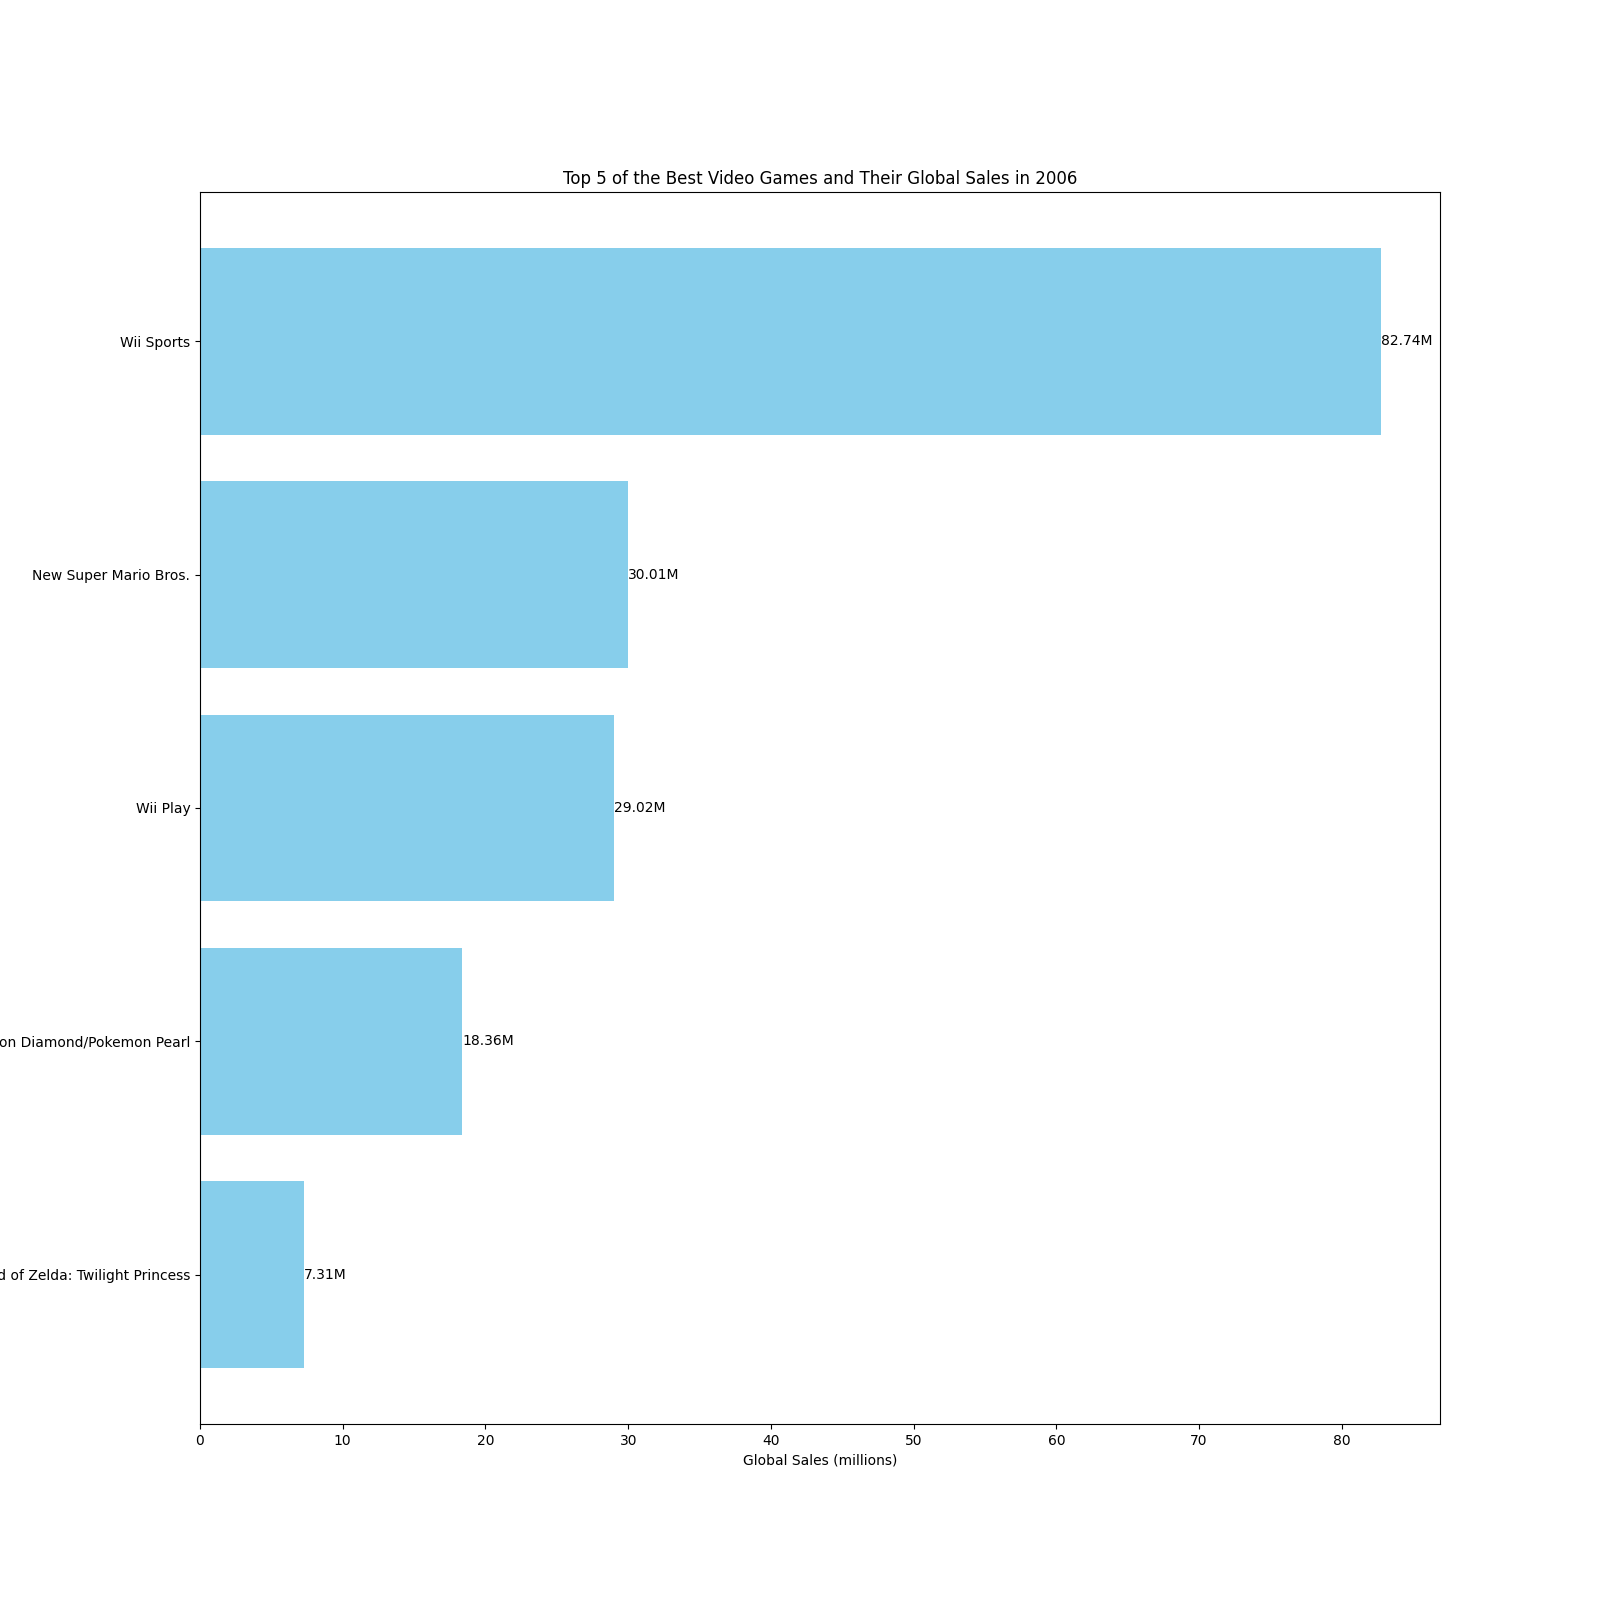 Top 5 of the Best Video Games and Their Global Sales in 2006
Wii Sports
82.74M
New Super Mario Bros.
30.01M
Wii Play
29.02M
on Diamond/Pokemon Pearl
18.36M
d of Zelda: Twilight Princess
7.31M
0 10 20 30 40 50 60 70 80
Global Sales (millions)